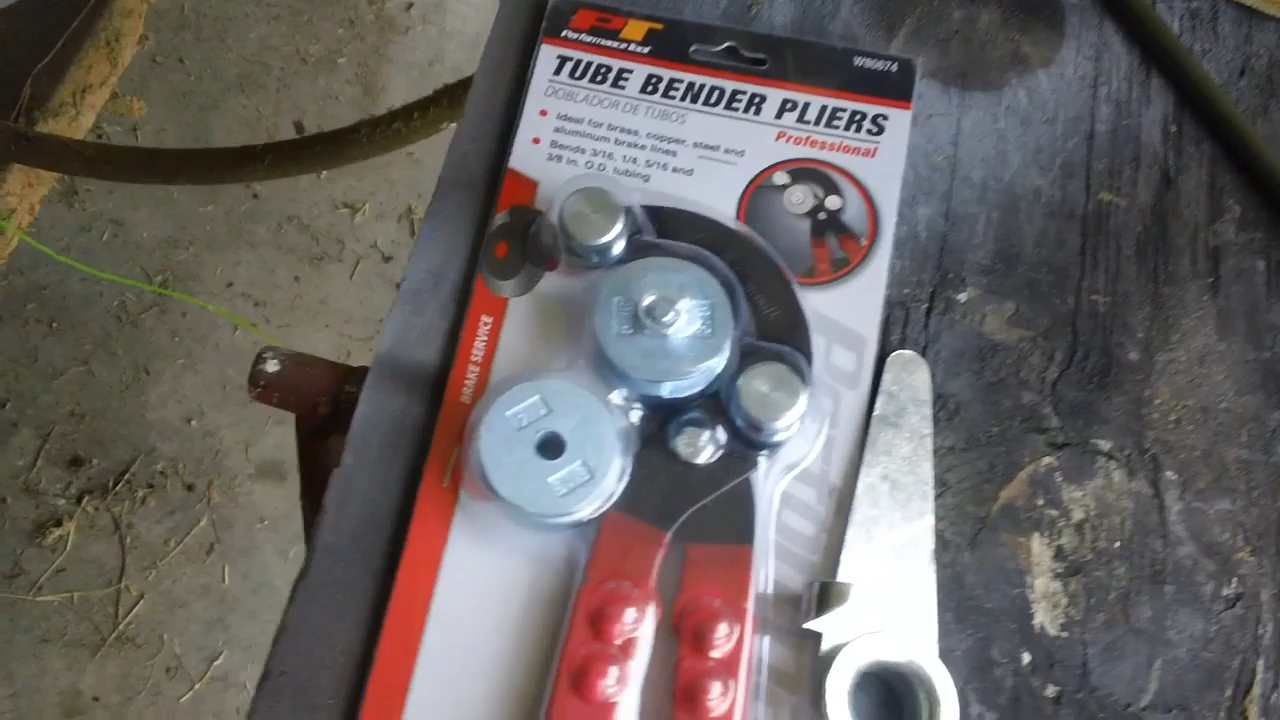 PT
Performance Tool
W90674
TUBE BENDER PLIERS
DOBLADOR DE TUBOS
Professional
• Ideal for brass, copper, steel and
aluminum brake lines
• Bends 3/16, 1/4, 5/16 and
3/8 in. O.D. tubing
BRAKE SERVICE